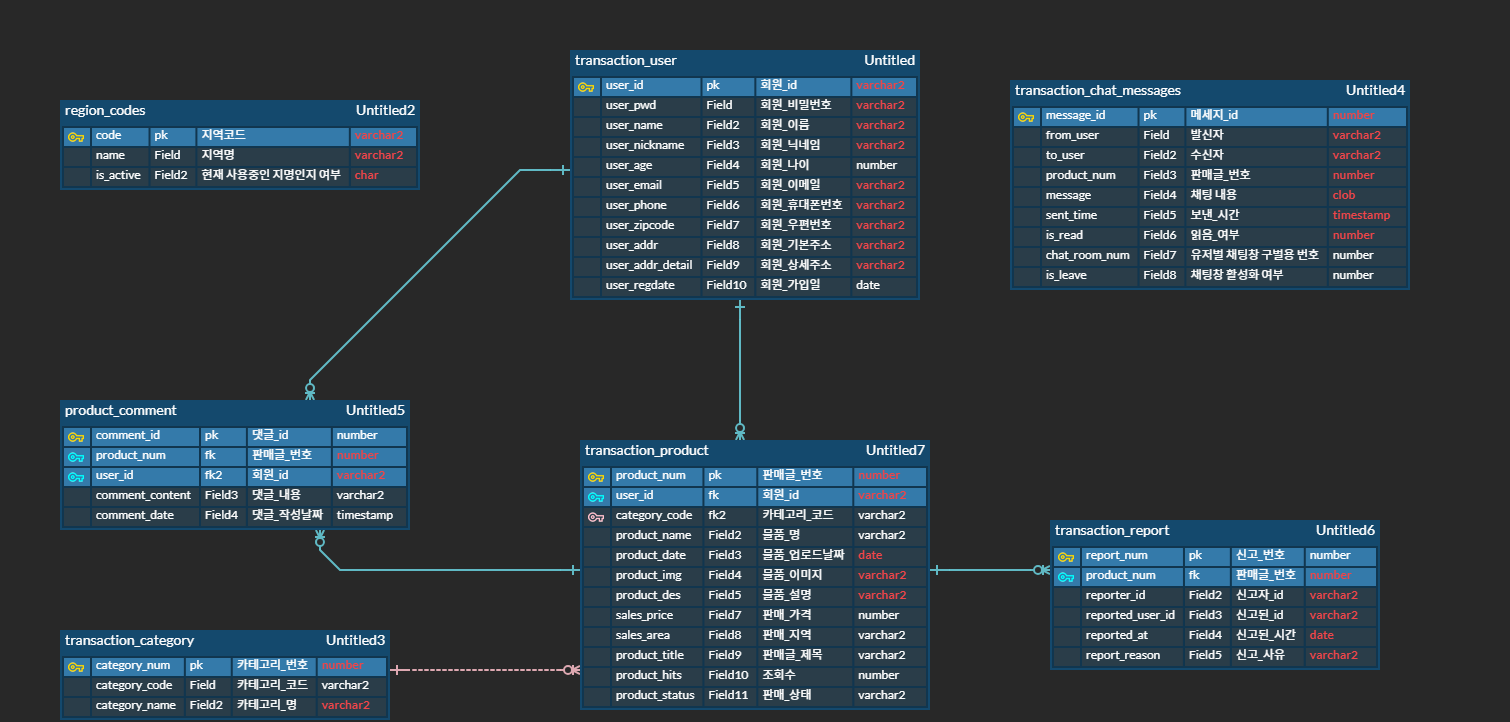 transaction_user Untitled
user_id pk 회원_id varchar2
user_pwd Field 회원_비밀번호 varchar2
user_name Field2 회원_이름 varchar2
user_nickname Field3 회원_닉네임 varchar2
user_age Field4 회원_나이 number
user_email Field5 회원_이메일 varchar2
user_phone Field6 회원_휴대폰번호 varchar2
user_zipcode Field7 회원_우편번호 varchar2
user_addr Field8 회원_기본주소 varchar2
user_addr_detail Field9 회원_상세주소 varchar2
user_regdate Field10 회원_가입일 date
region_codes Untitled2
code pk 지역코드 varchar2
name Field 지역명 varchar2
is_active Field2 현재 사용중인 지명인지 여부 char
transaction_chat_messages Untitled4
message_id pk 메세지_id number
from_user Field 발신자 varchar2
to_user Field2 수신자 varchar2
product_num Field3 판매글_번호 number
message Field4 채팅 내용 clob
sent_time Field5 보낸_시간 timestamp
is_read Field6 읽음_여부 number
chat_room_num Field7 유저별 채팅창 구별용 번호 number
is_leave Field8 채팅창 활성화 여부 number
product_comment Untitled5
comment_id pk 댓글_id number
product_num fk 판매글_번호 number
user_id fk2 회원_id varchar2
comment_content Field3 댓글_내용 varchar2
comment_date Field4 댓글_작성날짜 timestamp
transaction_product Untitled7
product_num pk 판매글_번호 number
user_id fk 회원_id varchar2
category_code fk2 카테고리_코드 varchar2
product_name Field2 물품_명 varchar2
product_date Field3 물품_업로드날짜 date
product_img Field4 물품_이미지 varchar2
product_des Field5 물품_설명 varchar2
sales_price Field7 판매_가격 number
sales_area Field8 판매_지역 varchar2
product_title Field9 판매글_제목 varchar2
product_hits Field10 조회수 number
product_status Field11 판매_상태 varchar2
transaction_report Untitled6
report_num pk 신고_번호 number
product_num fk 판매글_번호 number
reporter_id Field2 신고자_id varchar2
reported_user_id Field3 신고된_id varchar2
reported_at Field4 신고된_시간 date
report_reason Field5 신고_사유 varchar2
transaction_category Untitled3
category_num pk 카테고리_번호 number
category_code Field 카테고리_코드 varchar2
category_name Field2 카테고리_명 varchar2